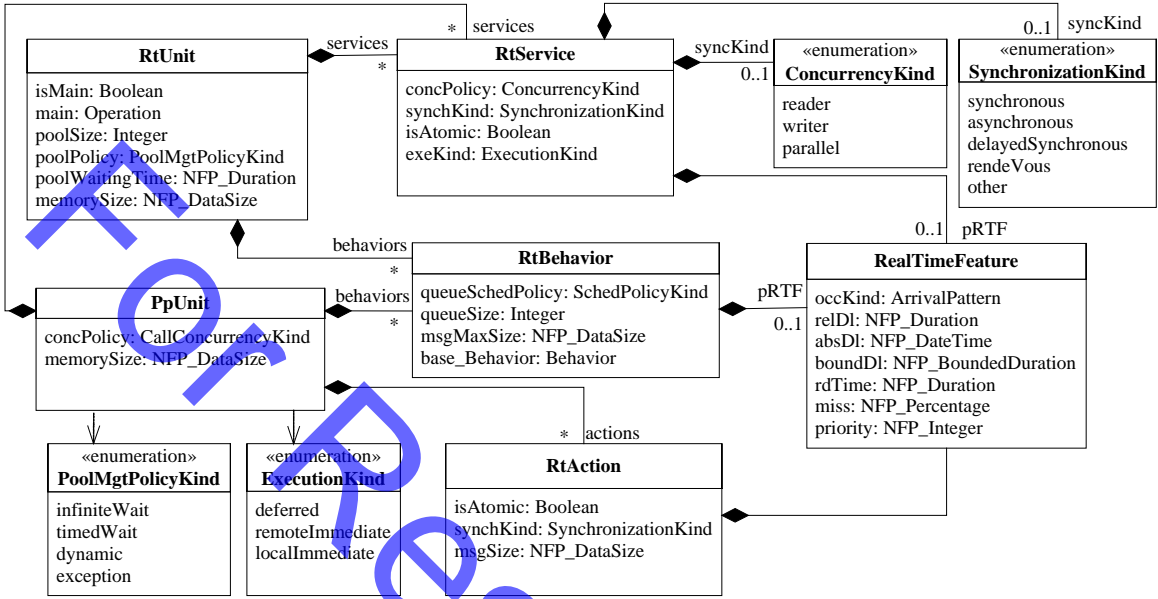 * services
0..1 syncKind
RtUnit
isMain: Boolean
main: Operation
poolSize: Integer
poolPolicy: PoolMgtPolicyKind
poolWaitingTime: NFP_Duration
memorySize: NFP_DataSize
services
*
RtService
concPolicy: ConcurrencyKind
synchKind: SynchronizationKind
isAtomic: Boolean
exeKind: ExecutionKind
syncKind
0..1
«enumeration»
ConcurrencyKind
reader
writer
parallel
«enumeration»
SynchronizationKind
synchronous
asynchronous
delayedSynchronous
rendeVous
other
0..1 pRTF
behaviors
*
PpUnit
concPolicy: CallConcurrencyKind
memorySize: NFP_DataSize
behaviors
*
RtBehavior
queueSchedPolicy: SchedPolicyKind
queueSize: Integer
msgMaxSize: NFP_DataSize
base_Behavior: Behavior
pRTF
0..1
RealTimeFeature
occKind: ArrivalPattern
relDl: NFP_Duration
absDl: NFP_DateTime
boundDl: NFP_BoundedDuration
rdTime: NFP_Duration
miss: NFP_Percentage
priority: NFP_Integer
* actions
«enumeration»
PoolMgtPolicyKind
infiniteWait
timedWait
dynamic
exception
«enumeration»
ExecutionKind
deferred
remoteImmediate
localImmediate
RtAction
isAtomic: Boolean
synchKind: SynchronizationKind
msgSize: NFP_DataSize
For Re